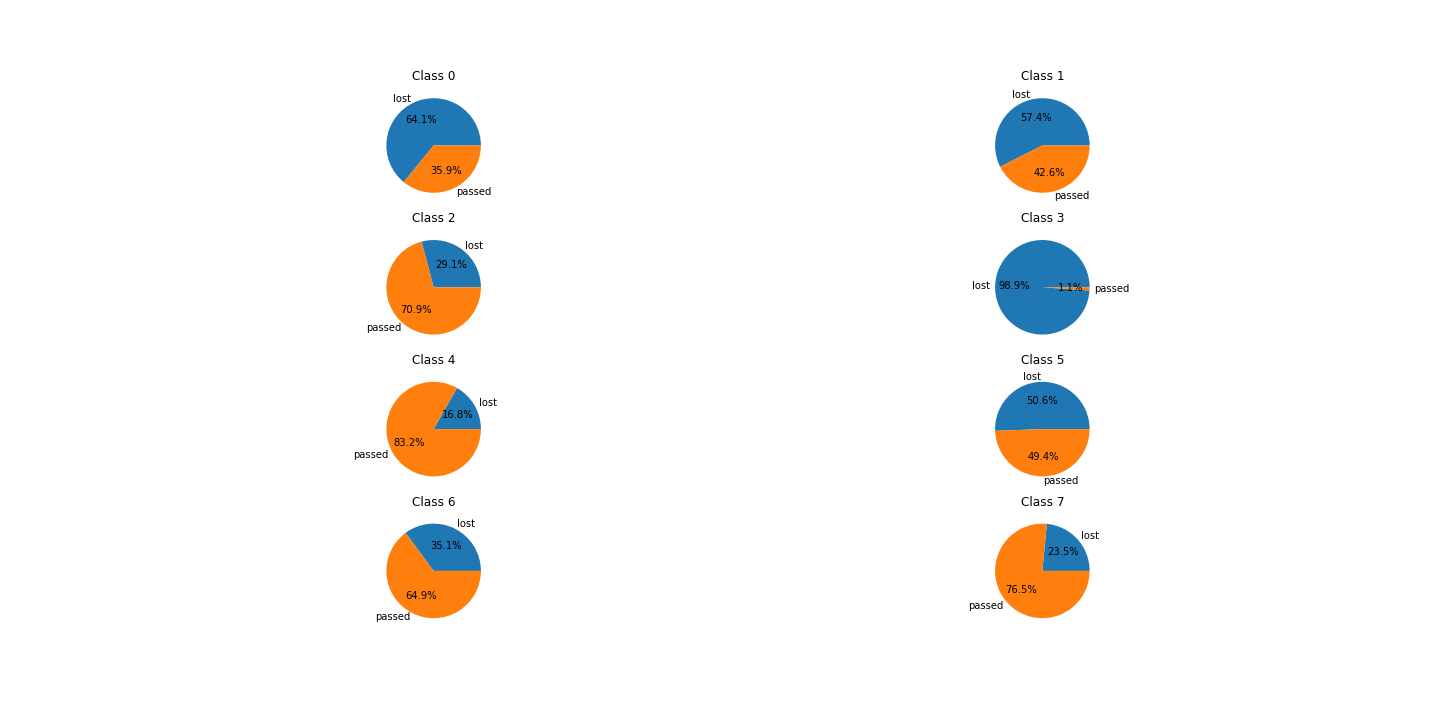 Class 0
lost
64.1%
35.9%
passed
Class 1
lost
57.4%
42.6%
passed
Class 2
lost
29.1%
70.9%
passed
Class 3
lost
98.9%
1.1%
passed
Class 4
lost
16.8%
83.2%
passed
Class 5
lost
50.6%
49.4%
passed
Class 6
lost
35.1%
64.9%
passed
Class 7
lost
23.5%
76.5%
passed